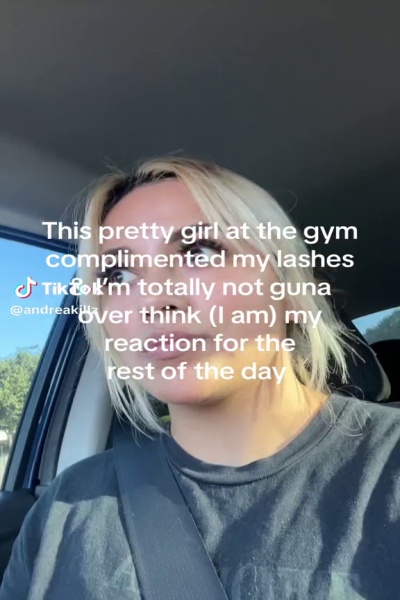 This pretty girl at the gym
complimented my lashes
TikTok
& I'm totally not guna
@andreakillz
over think (I am) my
reaction for the
rest of the day